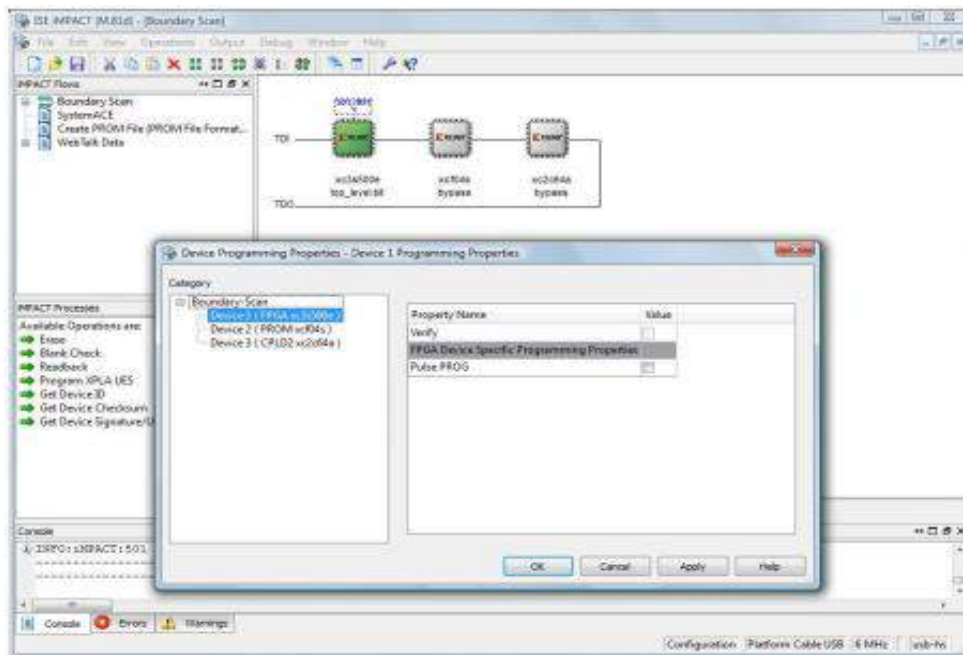 ISE iMPACT (M.81d) - [Boundary Scan]
File Edit View Operations Output Debug Window Help
iMPACT Flows
Boundary Scan
SystemACE
Create PROM File (PROM File Format...
WebTalk Data
TDI
TDO
xc3s500e
top_level.bit
xcf04s
bypass
xc2c64a
bypass
iMPACT Processes
Available Operations are:
Erase
Blank Check
Readback
Program XPLA UES
Get Device ID
Get Device Checksum
Get Device Signature/U
Device Programming Properties - Device 1 Programming Properties
Category
Boundary-Scan
Device 1 ( FPGA xc3s500e )
Device 2 ( PROM xcf04s )
Device 3 ( CPLD2 xc2c64a )
Property Name Value
Verify
FPGA Device Specific Programming Properties
Pulse PROG
OK Cancel Apply Help
Console
INFO:iMPACT:501
Console Errors Warnings
Configuration Platform Cable USB 6 MHz usb-hs